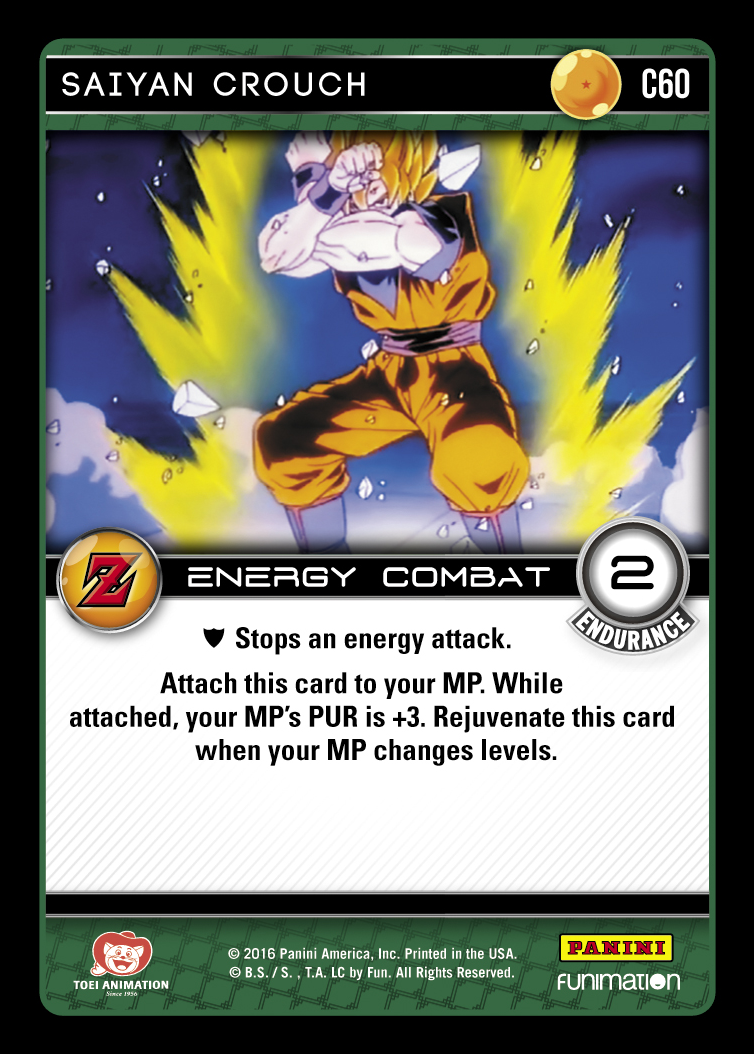 SAIYAN CROUCH
C60
Z
ENERGY COMBAT
2
ENDURANCE
Stops an energy attack.
Attach this card to your MP. While
attached, your MP's PUR is +3. Rejuvenate this card
when your MP changes levels.
TOEI ANIMATION
Since 1956
© 2016 Panini America, Inc. Printed in the USA.
© B.S. / S. , T.A. LC by Fun. All Rights Reserved.
PANINI
FUNIMATION